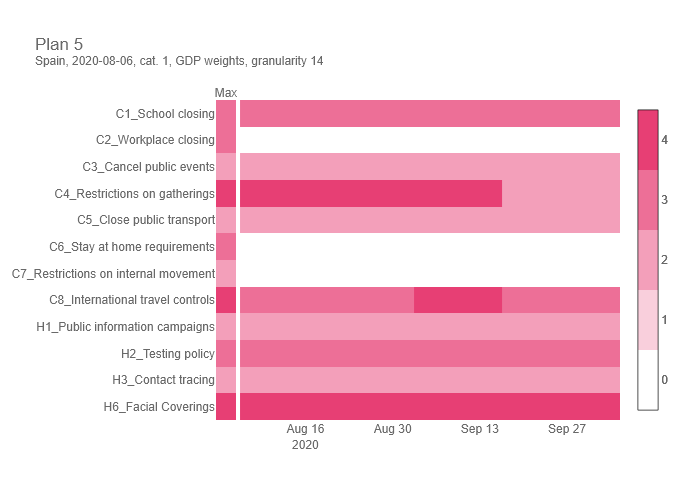 Plan 5
Spain, 2020-08-06, cat. 1, GDP weights, granularity 14
Max
C1_School closing
C2_Workplace closing
C3_Cancel public events
C4_Restrictions on gatherings
C5_Close public transport
C6_Stay at home requirements
C7_Restrictions on internal movement
C8_International travel controls
H1_Public information campaigns
H2_Testing policy
H3_Contact tracing
H6_Facial Coverings
Aug 16 Aug 30 Sep 13 Sep 27
2020
4
3
2
1
0